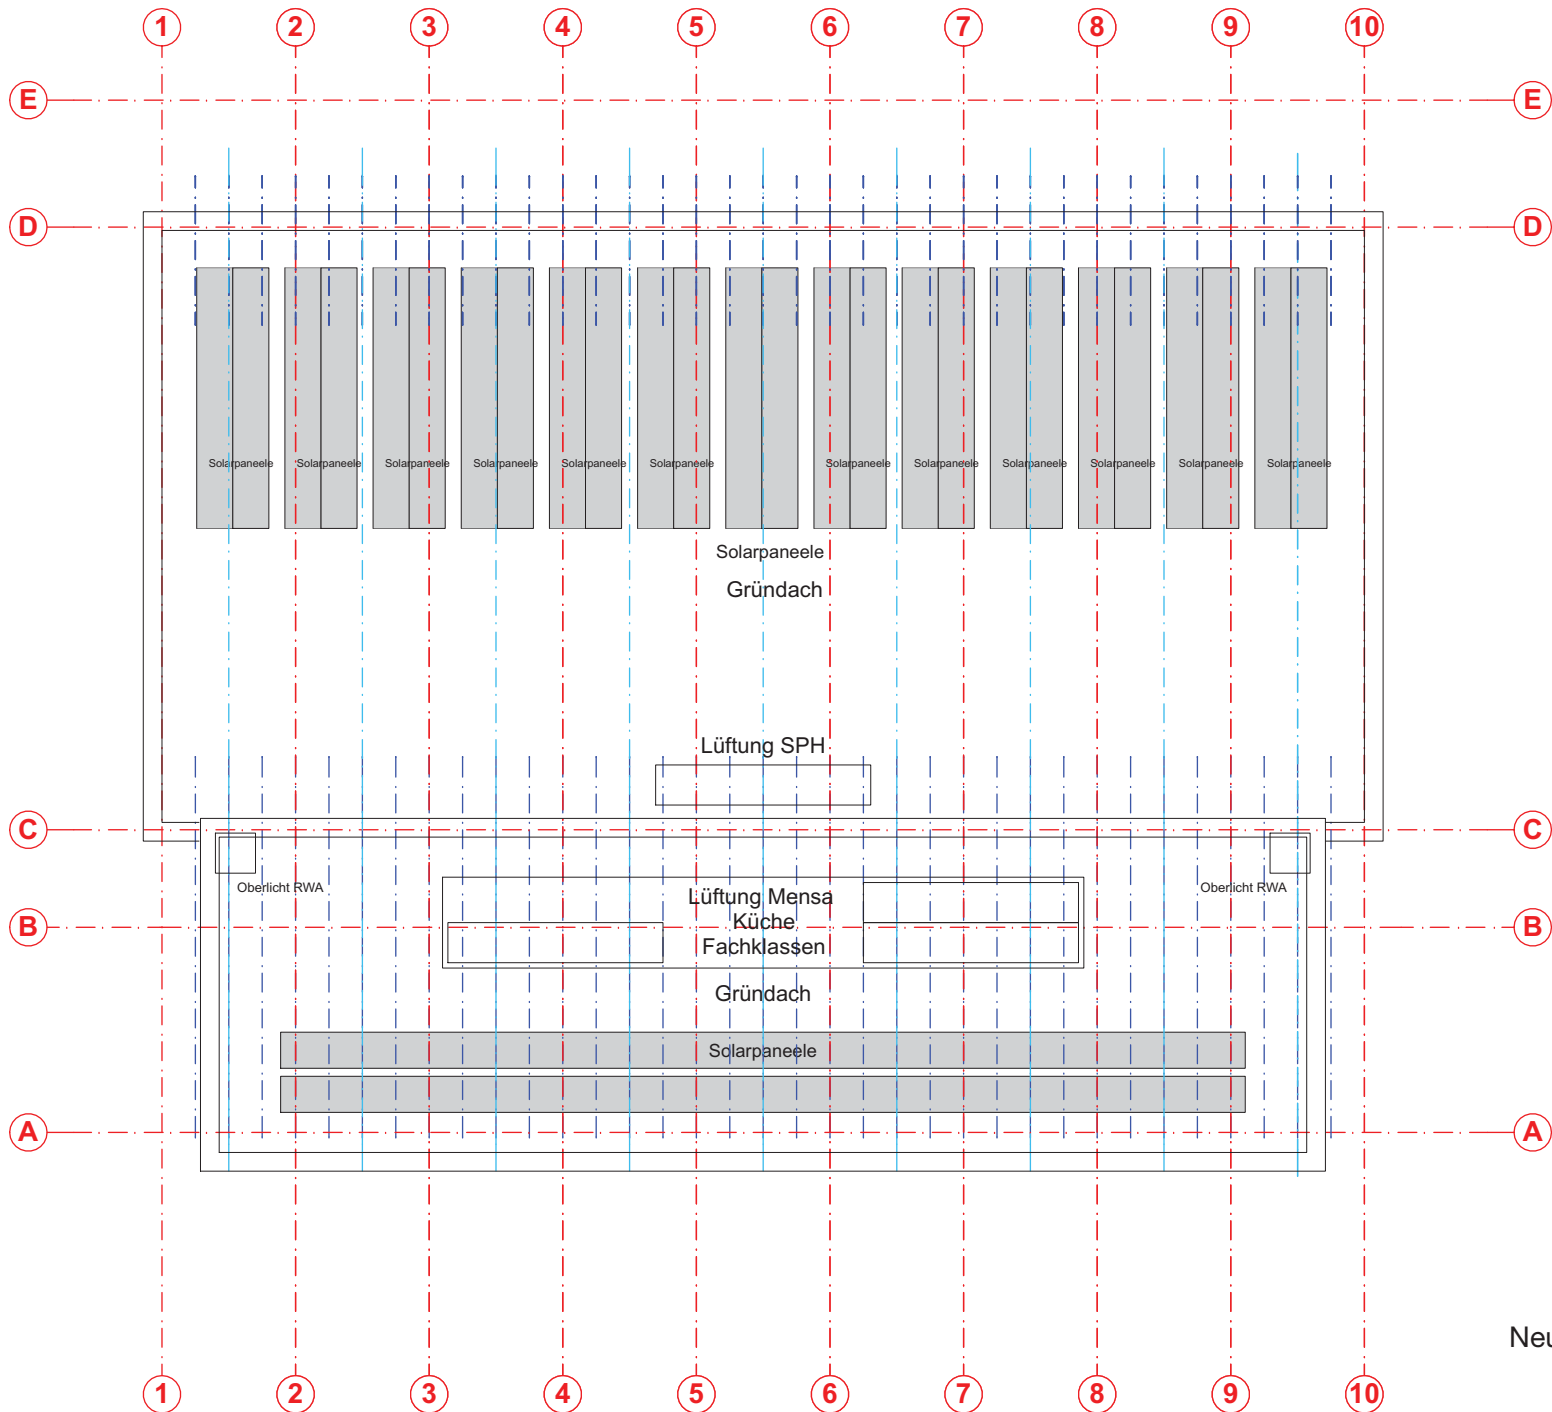 1 2 3 4 5 6 7 8 9 10
E E
D D
Solarpaneele Solarpaneele Solarpaneele Solarpaneele Solarpaneele Solarpaneele Solarpaneele Solarpaneele Solarpaneele Solarpaneele Solarpaneele Solarpaneele
Solarpaneele
Gründach
Lüftung SPH
C C
Oberlicht RWA Oberlicht RWA
Lüftung Mensa
Küche
Fachklassen
B B
Gründach
Solarpaneele
A A
Neu
1 2 3 4 5 6 7 8 9 10